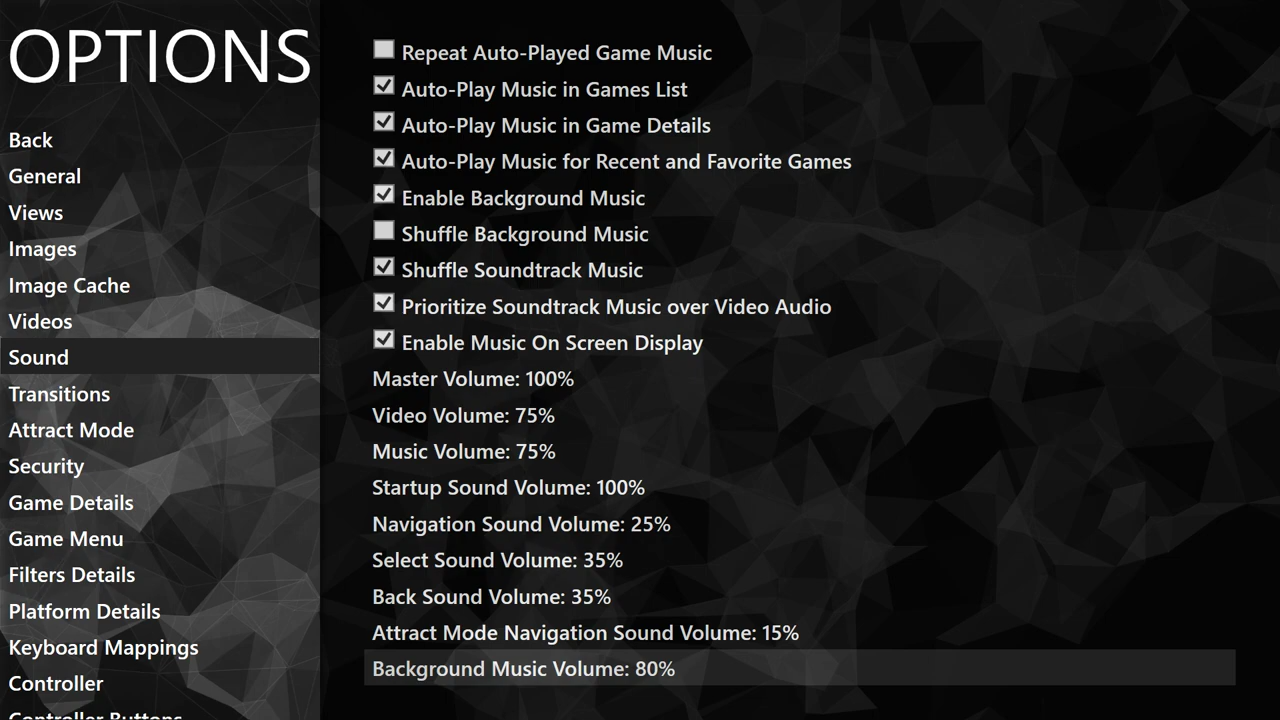 OPTIONS
Back
General
Views
Images
Image Cache
Videos
Sound
Transitions
Attract Mode
Security
Game Details
Game Menu
Filters Details
Platform Details
Keyboard Mappings
Controller
Controller Buttons
Repeat Auto-Played Game Music
Auto-Play Music in Games List
Auto-Play Music in Game Details
Auto-Play Music for Recent and Favorite Games
Enable Background Music
Shuffle Background Music
Shuffle Soundtrack Music
Prioritize Soundtrack Music over Video Audio
Enable Music On Screen Display
Master Volume: 100%
Video Volume: 75%
Music Volume: 75%
Startup Sound Volume: 100%
Navigation Sound Volume: 25%
Select Sound Volume: 35%
Back Sound Volume: 35%
Attract Mode Navigation Sound Volume: 15%
Background Music Volume: 80%